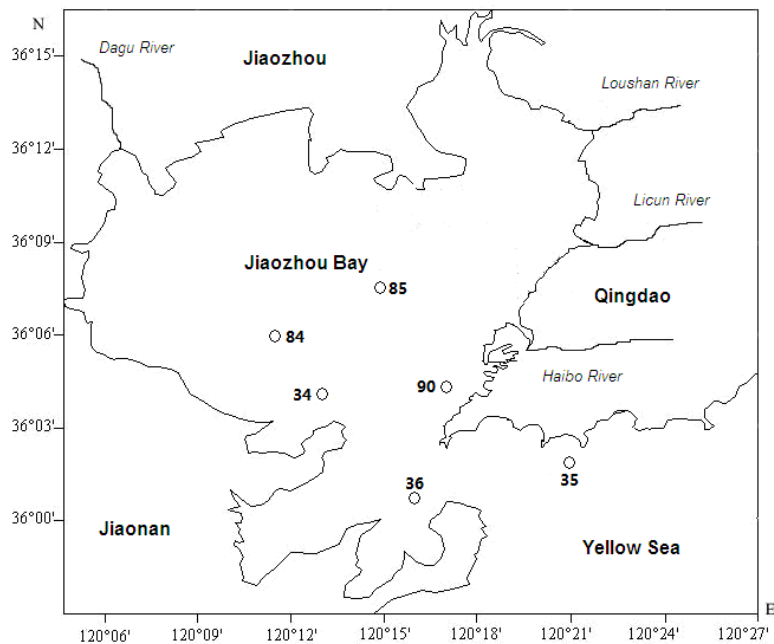 N
Dagu River
36°15'
Jiaozhou
Loushan River
36°12'
Licun River
36°09'
Jiaozhou Bay
85
Qingdao
36°06'
84
Haibo River
90
34
36°03'
36
35
36°00'
Jiaonan
Yellow Sea
E
120°06' 120°09' 120°12' 120°15' 120°18' 120°21' 120°24' 120°27'